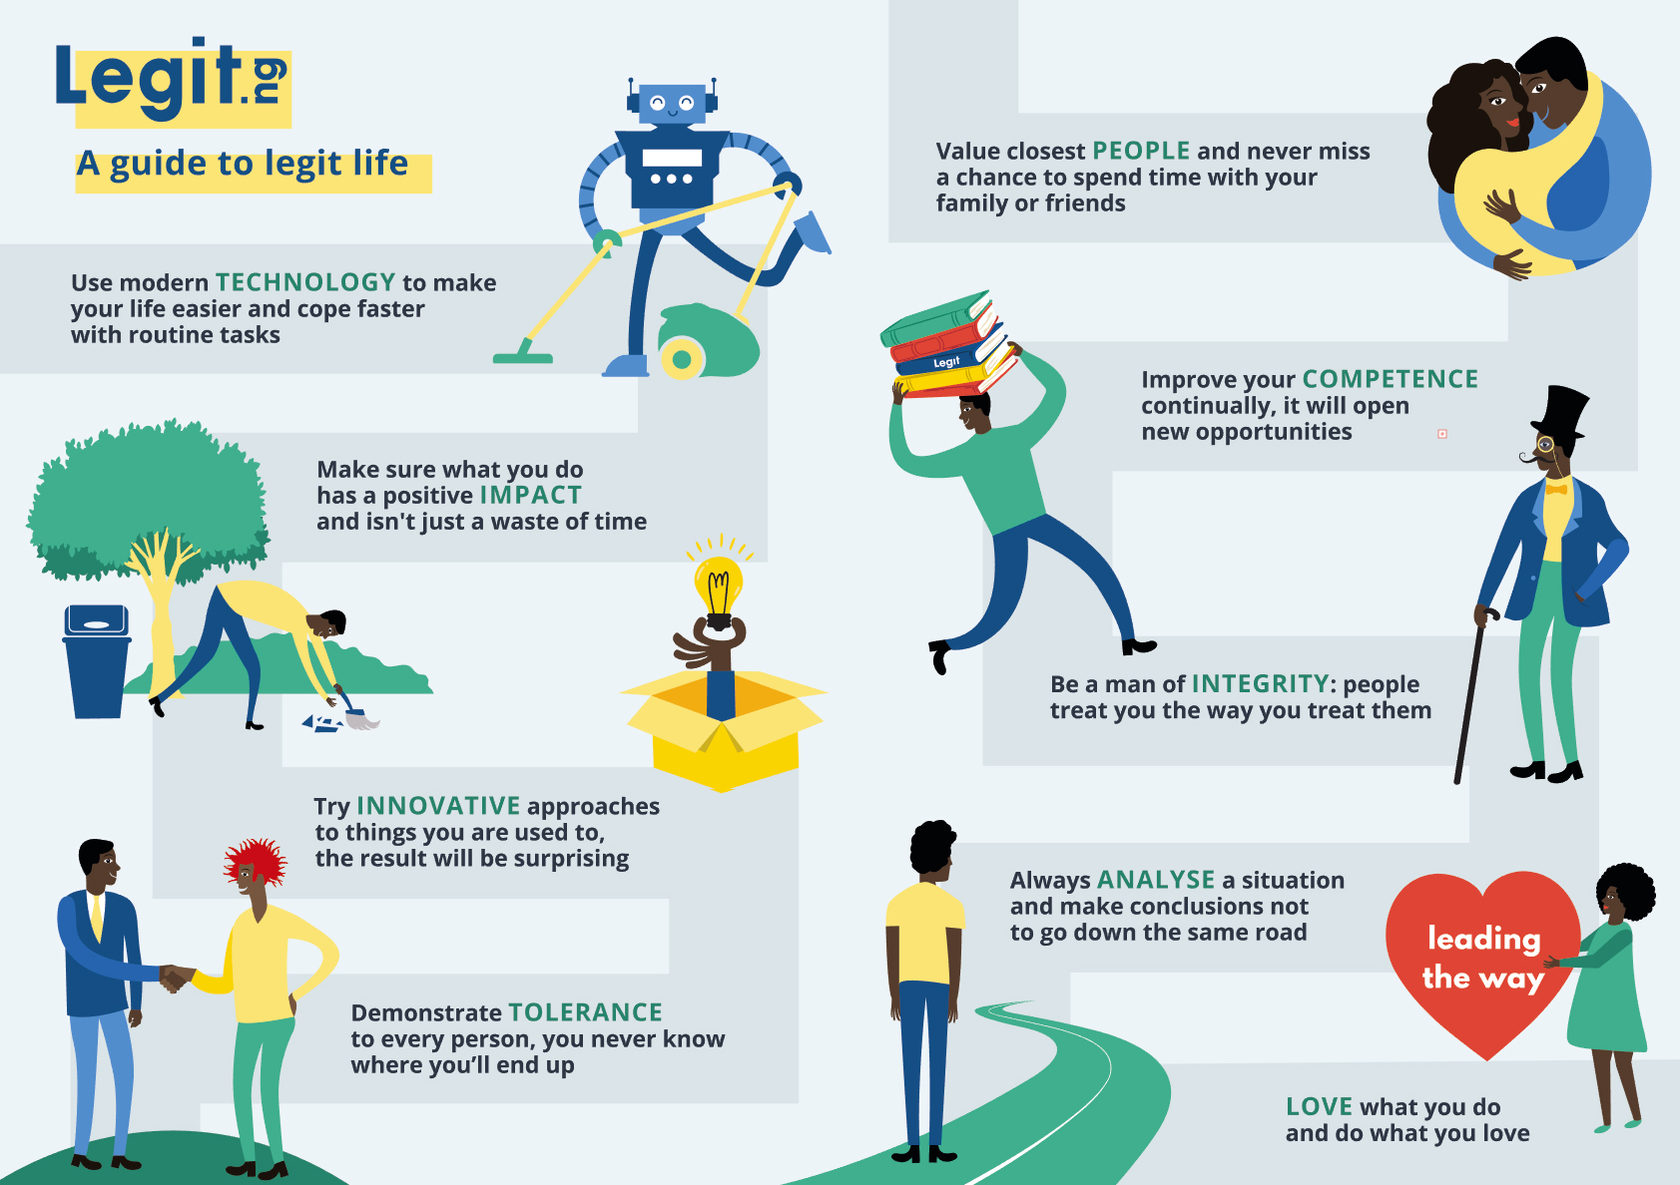 Legit.ng
A guide to legit life
Use modern TECHNOLOGY to make
your life easier and cope faster
with routine tasks
Make sure what you do
has a positive IMPACT
and isn't just a waste of time
Try INNOVATIVE approaches
to things you are used to,
the result will be surprising
Demonstrate TOLERANCE
to every person, you never know
where you’ll end up
Value closest PEOPLE and never miss
a chance to spend time with your
family or friends
Legit
Improve your COMPETENCE
continually, it will open
new opportunities
Be a man of INTEGRITY: people
treat you the way you treat them
Always ANALYSE a situation
and make conclusions not
to go down the same road
leading
the way
LOVE what you do
and do what you love